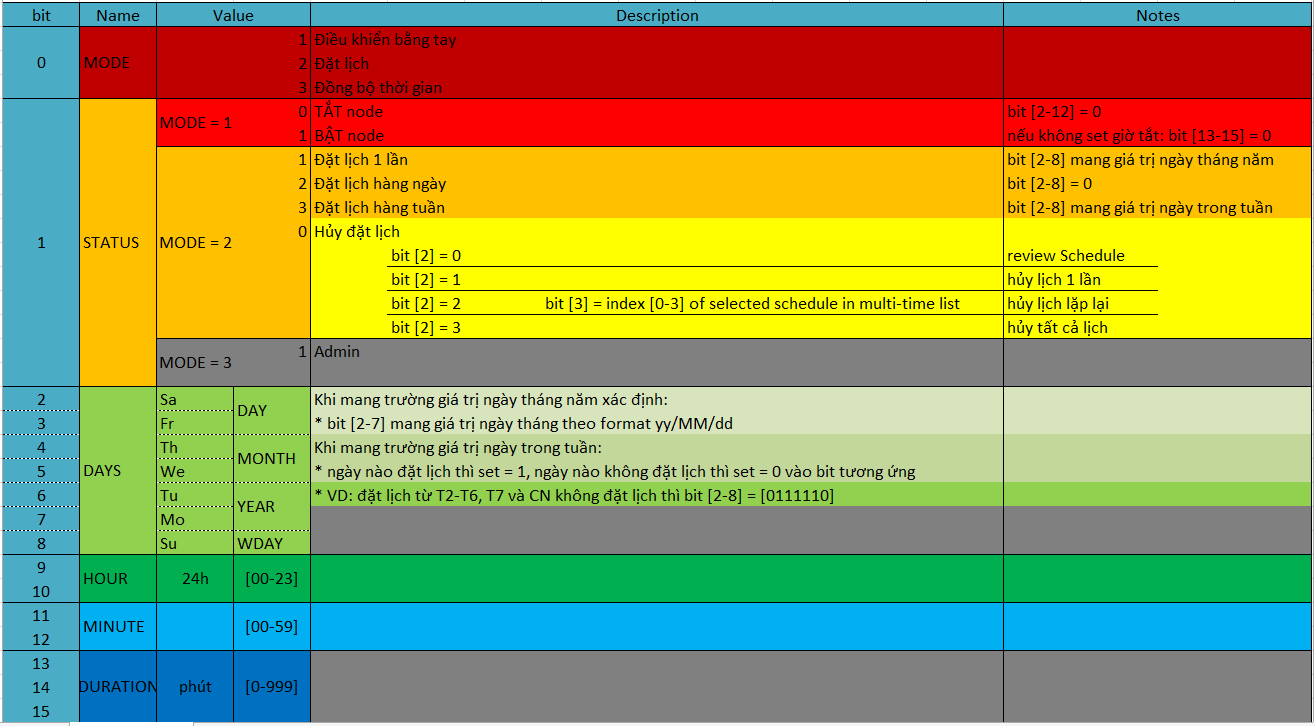 bit Name Value Description Notes
0 MODE 1 Điều khiển bằng tay
2 Đặt lịch
3 Đồng bộ thời gian
1 STATUS MODE = 1 0 TẮT node bit [2-12] = 0
1 BẬT node nếu không set giờ tắt: bit [13-15] = 0
MODE = 2 1 Đặt lịch 1 lần bit [2-8] mang giá trị ngày tháng năm
2 Đặt lịch hàng ngày bit [2-8] = 0
3 Đặt lịch hàng tuần bit [2-8] mang giá trị ngày trong tuần
0 Hủy đặt lịch
bit [2] = 0 review Schedule
bit [2] = 1 hủy lịch 1 lần
bit [2] = 2 bit [3] = index [0-3] of selected schedule in multi-time list hủy lịch lặp lại
bit [2] = 3 hủy tất cả lịch
MODE = 3 1 Admin
2 DAYS Sa DAY Khi mang trường giá trị ngày tháng năm xác định:
3 Fr * bit [2-7] mang giá trị ngày tháng theo format yy/MM/dd
4 Th MONTH Khi mang trường giá trị ngày trong tuần:
5 We * ngày nào đặt lịch thì set = 1, ngày nào không đặt lịch thì set = 0 vào bit tương ứng
6 Tu YEAR * VD: đặt lịch từ T2-T6, T7 và CN không đặt lịch thì bit [2-8] = [0111110]
7 Mo
8 Su WDAY
9 HOUR 24h [00-23]
10
11 MINUTE [00-59]
12
13
14 DURATION phút [0-999]
15